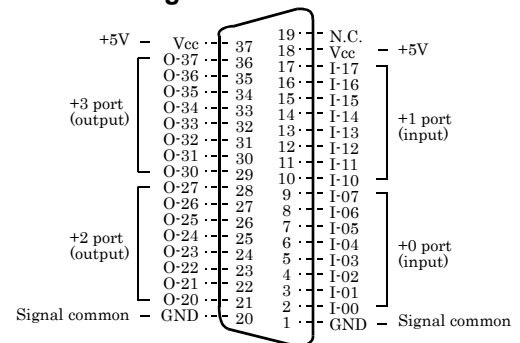 19 N.C.
+5V Vcc 37 18 Vcc +5V
O-37 36 17 I-17
O-36 35 16 I-16
O-35 34 15 I-15
+3 port O-34 33 14 I-14 +1 port
(output) O-33 32 13 I-13 (input)
O-32 31 12 I-12
O-31 30 11 I-11
O-30 29 10 I-10
O-27 28 9 I-07
O-26 27 8 I-06
O-25 26 7 I-05
+2 port O-24 25 6 I-04 +0 port
(output) O-23 24 5 I-03 (input)
O-22 23 4 I-02
O-21 22 3 I-01
O-20 21 2 I-00
Signal common GND 20 1 GND Signal common